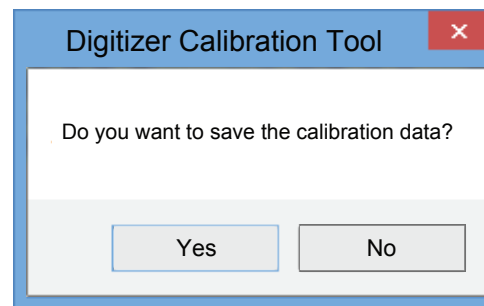 Digitizer Calibration Tool
Do you want to save the calibration data?
Yes
No